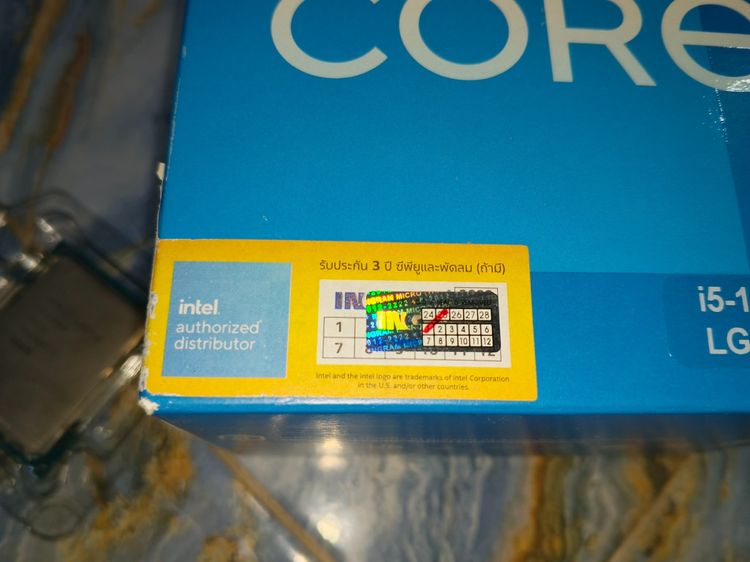 CORe
รับประกัน 3 ปี ซีพียูและพัดลม (ถ้ามี)
intel
authorized
distributor
ING
24 26 27 28
1
2 3 4 5 6
7
7 8 9 10 11 12
Intel and the Intel logo are trademarks of Intel Corporation
in the U.S. and/or other countries.
i5-1
LG